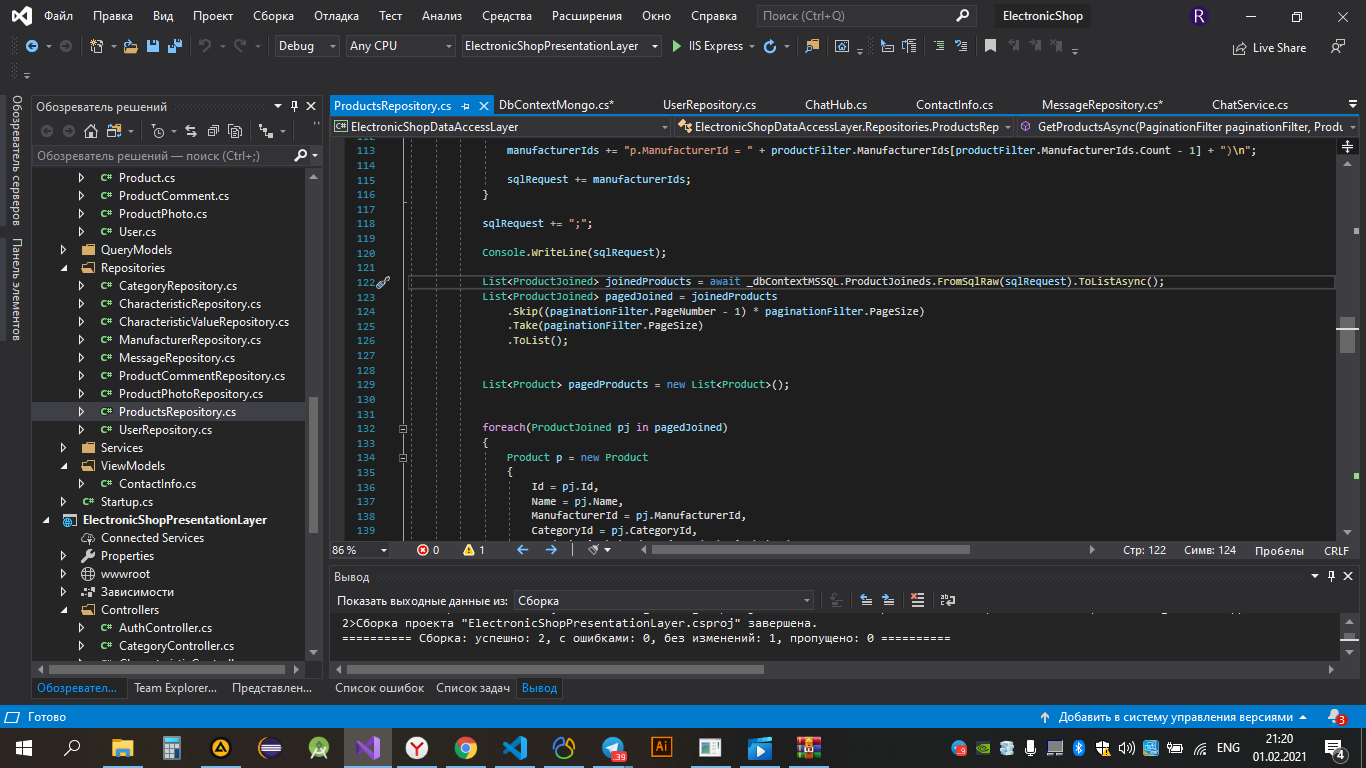 Файл Правка Вид Проект Сборка Отладка Тест Анализ Средства Расширения Окно Справка Поиск (Ctrl+Q) ElectronicShop R
Debug Any CPU ElectronicShopPresentationLayer IIS Express Live Share
Обозреватель серверов
Панель элементов
Обозреватель решений
Обозреватель решений — поиск (Ctrl+;)
C# Product.cs
C# ProductComment.cs
C# ProductPhoto.cs
C# User.cs
QueryModels
Repositories
C# CategoryRepository.cs
C# CharacteristicRepository.cs
C# CharacteristicValueRepository.cs
C# ManufacturerRepository.cs
C# MessageRepository.cs
C# ProductCommentRepository.cs
C# ProductPhotoRepository.cs
C# ProductsRepository.cs
C# UserRepository.cs
Services
ViewModels
C# ContactInfo.cs
C# Startup.cs
ElectronicShopPresentationLayer
Connected Services
Properties
wwwroot
Зависимости
Controllers
C# AuthController.cs
C# CategoryController.cs
Обозревател... Team Explorer... Представлен...
ProductsRepository.cs DbContextMongo.cs* UserRepository.cs ChatHub.cs ContactInfo.cs MessageRepository.cs* ChatService.cs
C# ElectronicShopDataAccessLayer ElectronicShopDataAccessLayer.Repositories.ProductsRep GetProductsAsync(PaginationFilter paginationFilter, Produ
113 manufacturerIds += "p.ManufacturerId = " + productFilter.ManufacturerIds[productFilter.ManufacturerIds.Count - 1] + ")\n";
114
115 sqlRequest += manufacturerIds;
116 }
117
118 sqlRequest += ";";
119
120 Console.WriteLine(sqlRequest);
121
122 List<ProductJoined> joinedProducts = await _dbContextMSSQL.ProductJoineds.FromSqlRaw(sqlRequest).ToListAsync();
123 List<ProductJoined> pagedJoined = joinedProducts
124 .Skip((paginationFilter.PageNumber - 1) * paginationFilter.PageSize)
125 .Take(paginationFilter.PageSize)
126 .ToList();
127
128
129 List<Product> pagedProducts = new List<Product>();
130
131
132 foreach(ProductJoined pj in pagedJoined)
133 {
134 Product p = new Product
135 {
136 Id = pj.Id,
137 Name = pj.Name,
138 ManufacturerId = pj.ManufacturerId,
139 CategoryId = pj.CategoryId,
86 % 0 1 Стр: 122 Симв: 124 Пробелы CRLF
Вывод
Показать выходные данные из: Сборка
2>Сборка проекта "ElectronicShopPresentationLayer.csproj" завершена.
========== Сборка: успешно: 2, с ошибками: 0, без изменений: 1, пропущено: 0 ==========
Список ошибок Список задач Вывод
Готово Добавить в систему управления версиями 3
Ai ENG 21:20
01.02.2021 4